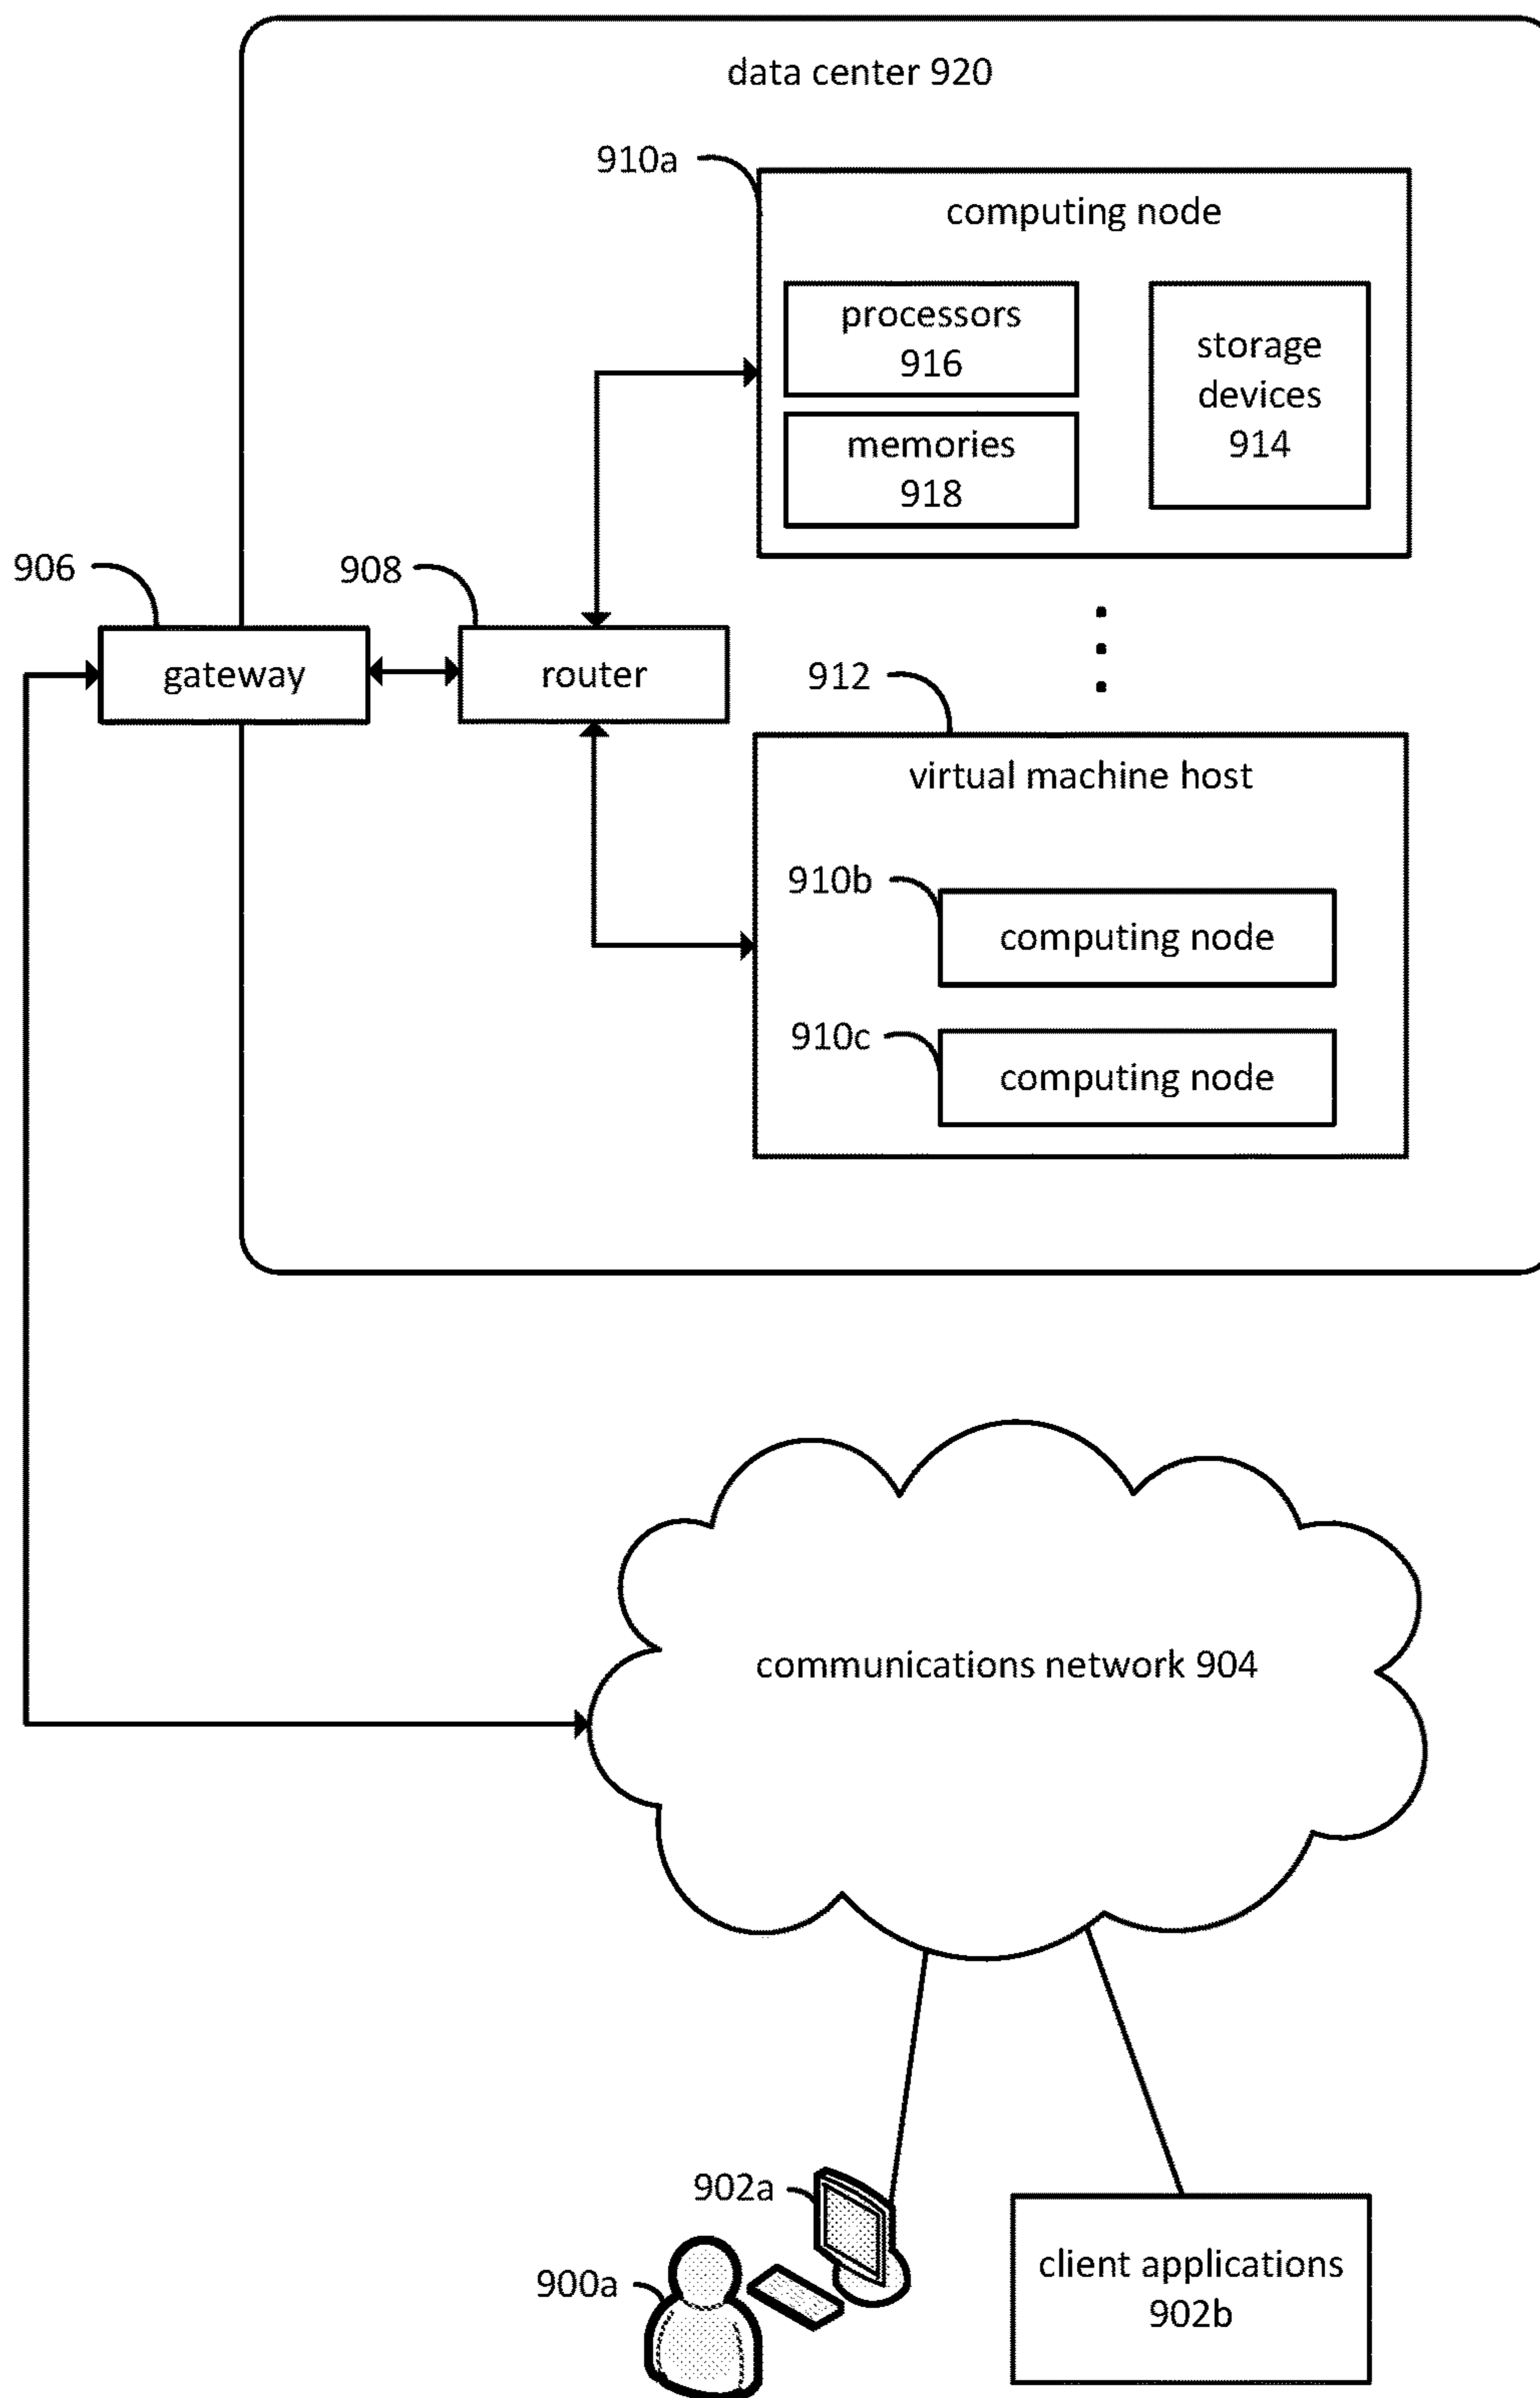 data center 920
910a
computing node
processors
916
storage
devices
914
memories
918
906
908
gateway
router
912
virtual machine host
910b
computing node
910c
computing node
communications network 904
902a
900a
client applications
902b